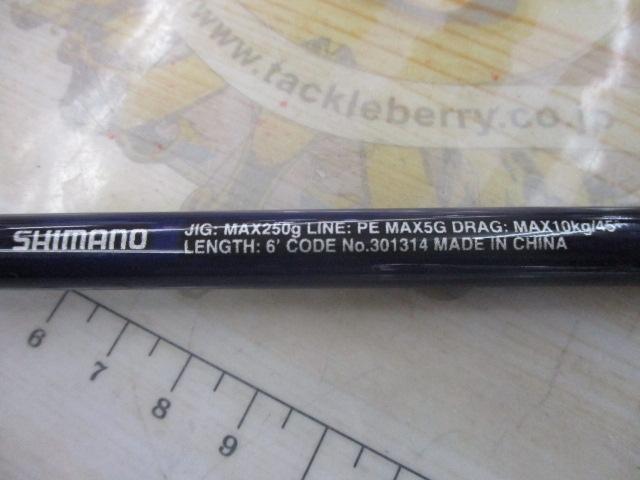 www.tackleberry.co.jp
SHIMANO
JIG: MAX250g LINE: PE MAX5G DRAG: MAX10kg/45°
LENGTH: 6' CODE No.301314 MADE IN CHINA
6 7 8 9